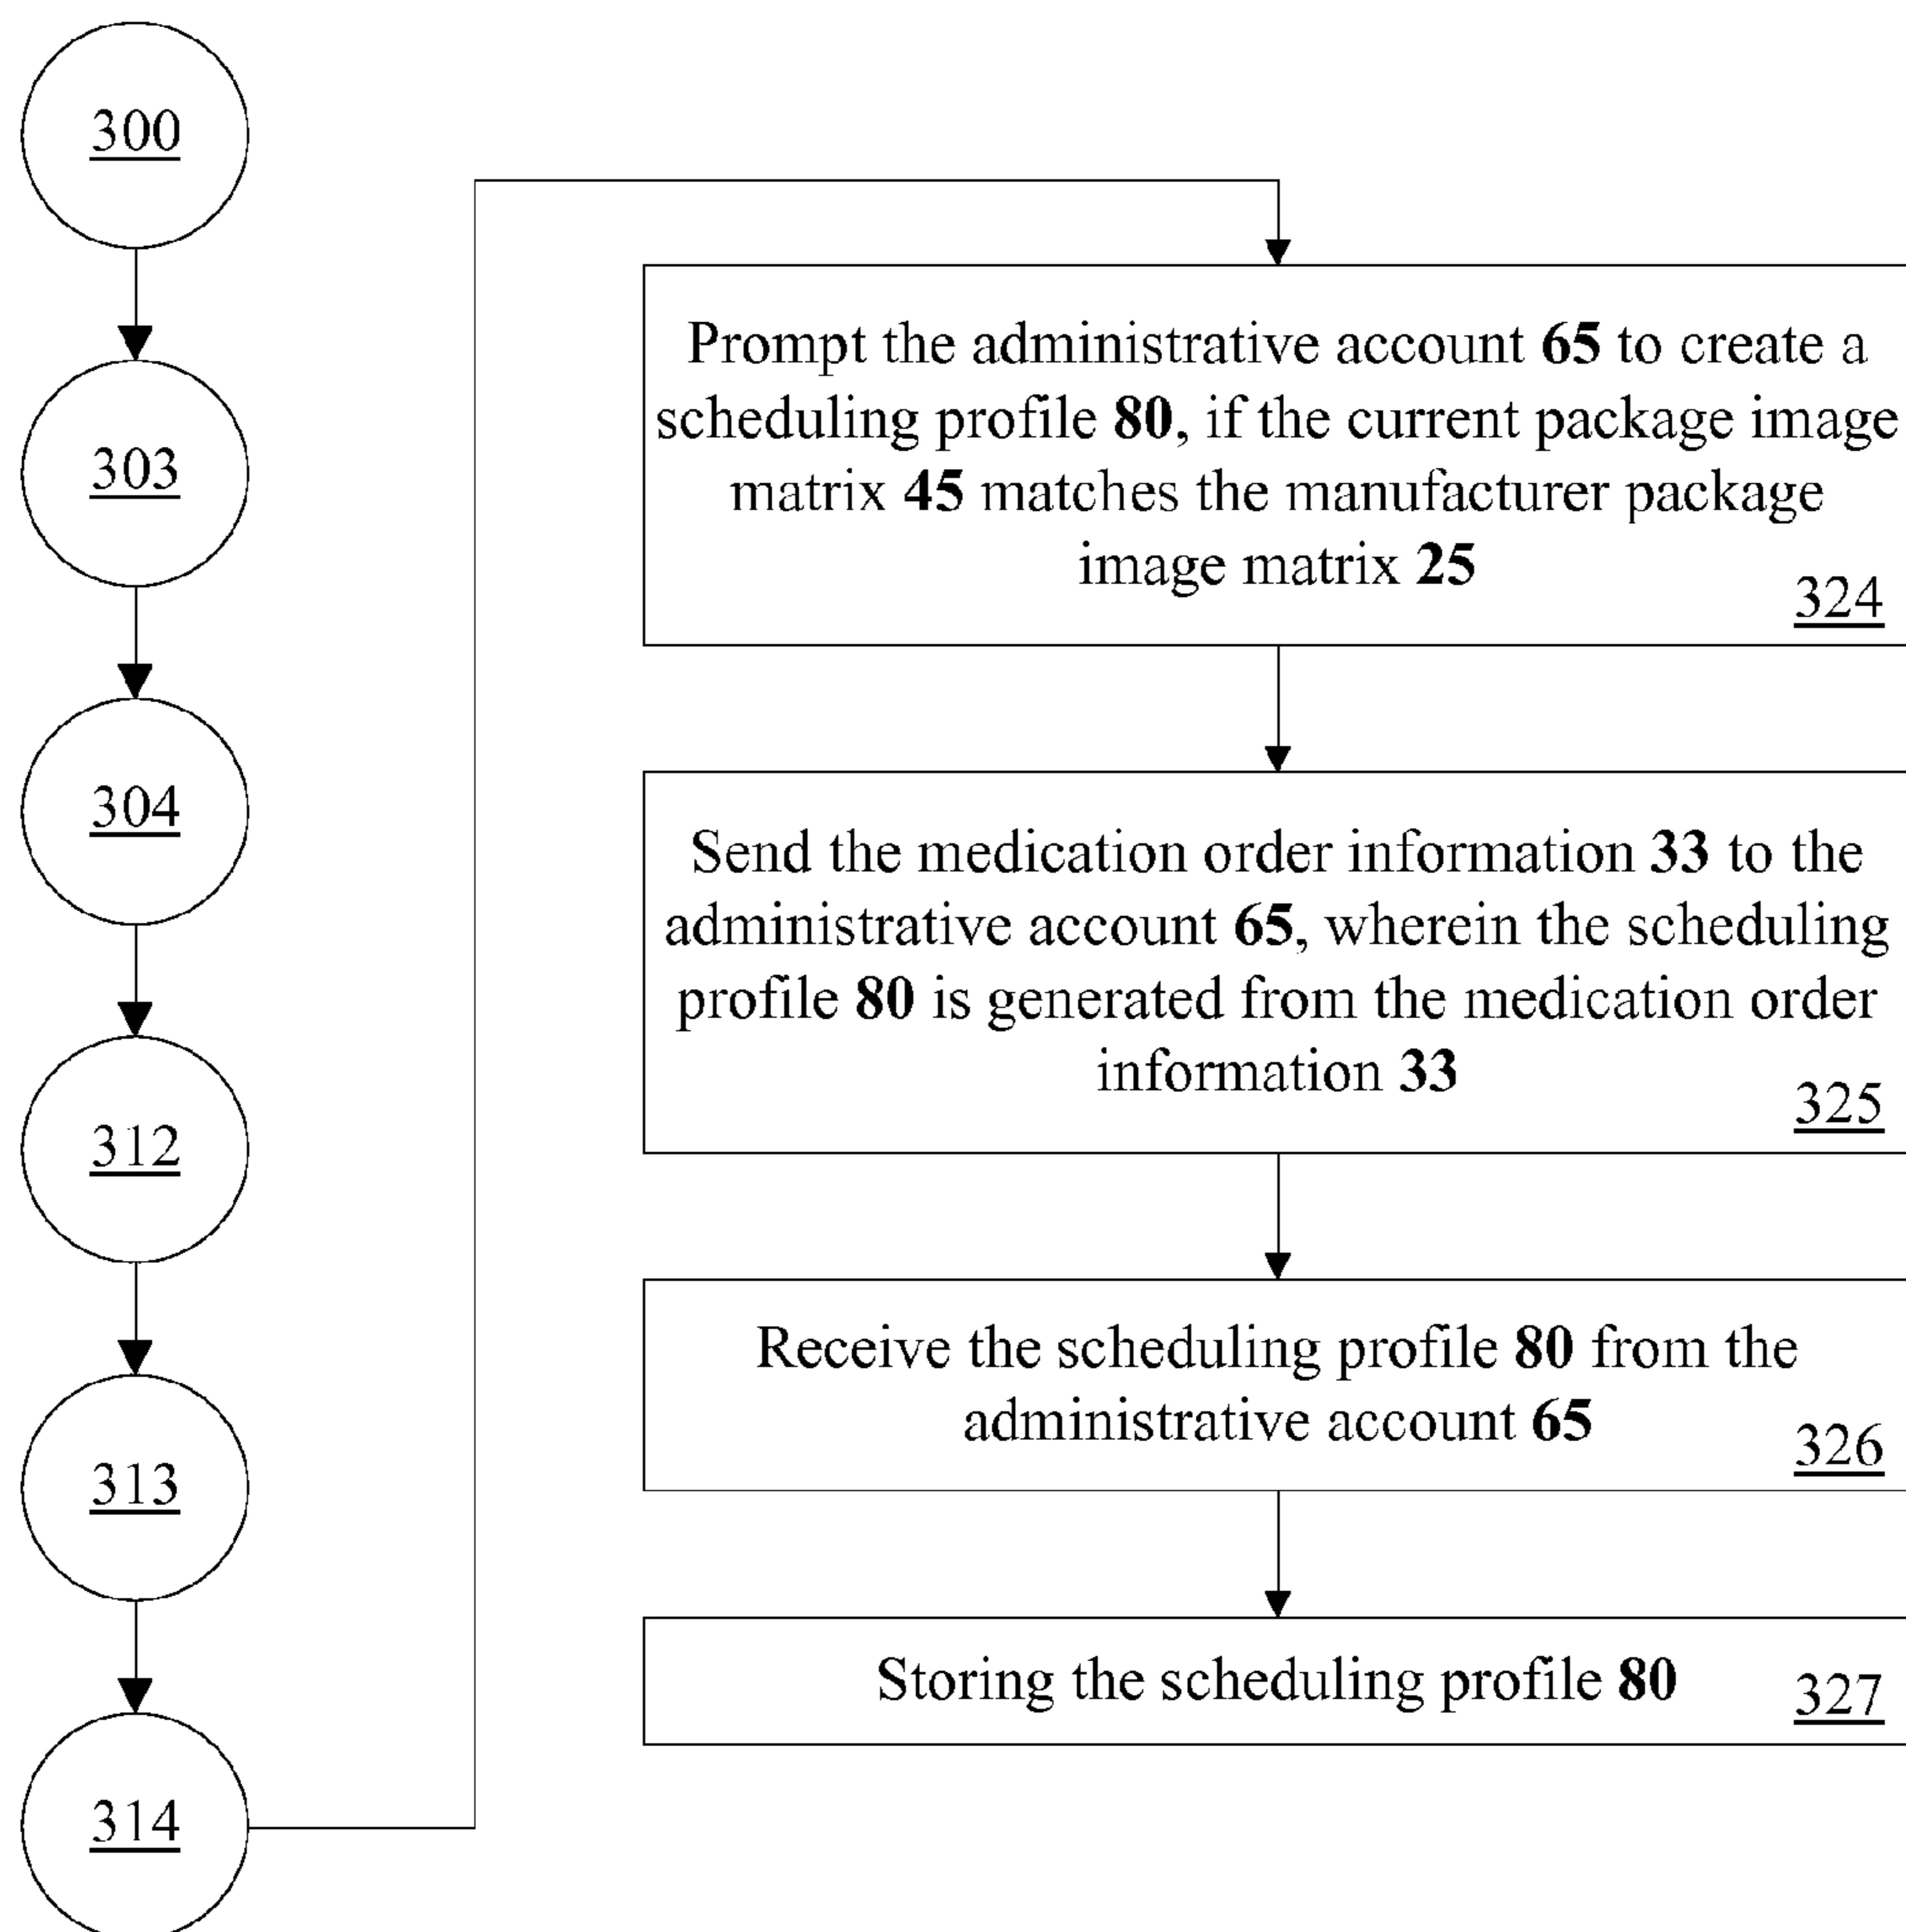 300
303
304
312
313
314
Prompt the administrative account 65 to create a
scheduling profile 80, if the current package image
matrix 45 matches the manufacturer package
image matrix 25
324
Send the medication order information 33 to the
administrative account 65, wherein the scheduling
profile 80 is generated from the medication order
information 33
325
Receive the scheduling profile 80 from the
administrative account 65
326
Storing the scheduling profile 80
327